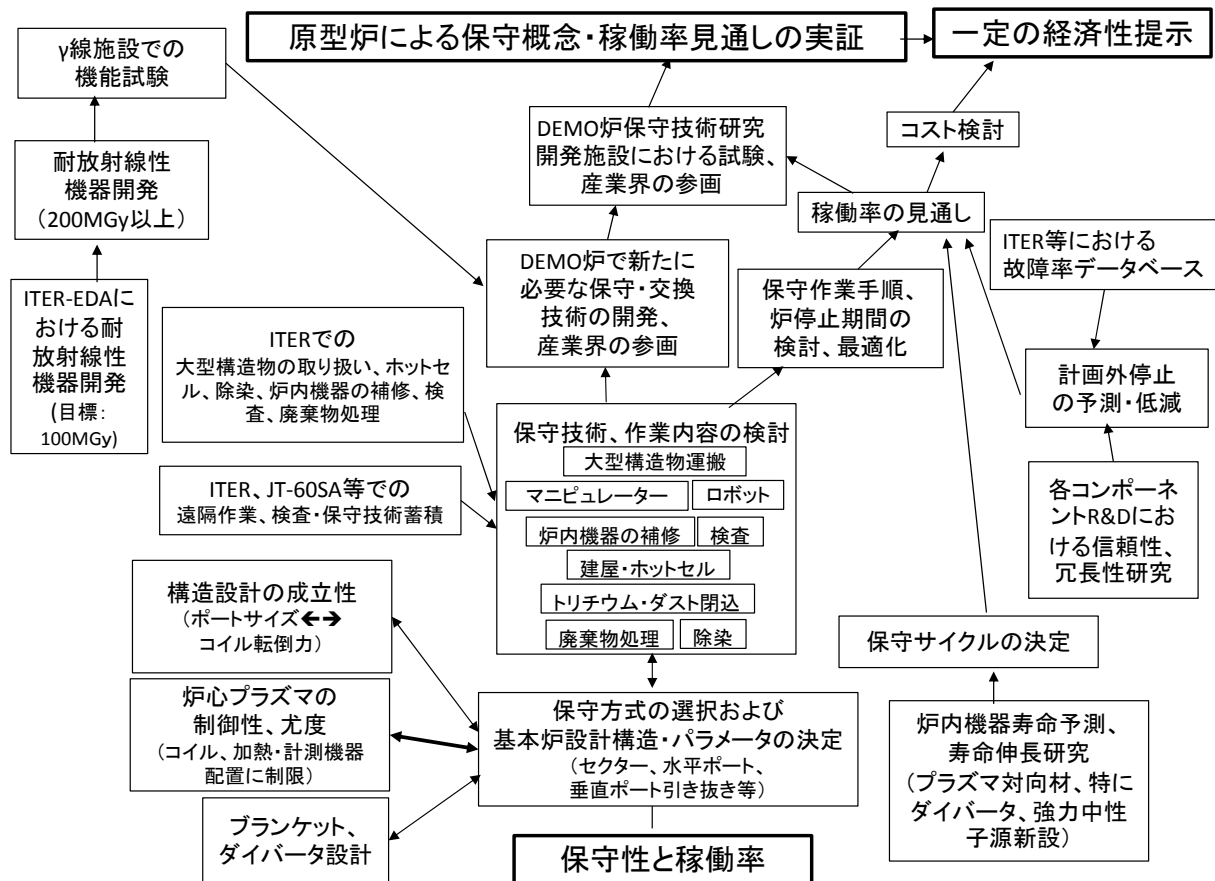 原型炉による保守概念・稼働率見通しの実証
一定の経済性提示
γ線施設での
機能試験
DEMO炉保守技術研究
開発施設における試験、
産業界の参画
コスト検討
耐放射線性
機器開発
(200MGy以上)
稼働率の見通し
ITER等における
故障率データベース
ITER-EDAに
おける耐
放射線性
機器開発
(目標:
100MGy)
DEMO炉で新たに
必要な保守・交換
技術の開発、
産業界の参画
保守作業手順、
炉停止期間の
検討、最適化
ITERでの
大型構造物の取り扱い、ホット
セル、除染、炉内機器の補修、検
査、廃棄物処理
計画外停止
の予測・低減
保守技術、作業内容の検討
大型構造物運搬
マニピュレーター
ロボット
炉内機器の補修
検査
建屋・ホットセル
トリチウム・ダスト閉込
廃棄物処理
除染
ITER、JT-60SA等での
遠隔作業、検査・保守技術蓄積
各コンポーネ
ントR&Dにお
ける信頼性、
冗長性研究
構造設計の成立性
(ポートサイズ←→
コイル転倒力)
保守サイクルの決定
炉心プラズマの
制御性、尤度
(コイル、加熱・計測機器
配置に制限)
保守方式の選択および
基本炉設計構造・パラメータの決定
(セクター、水平ポート、
垂直ポート引き抜き等)
炉内機器寿命予測、
寿命伸長研究
(プラズマ対向材、特に
ダイバータ、強力中性
子源新設)
ブランケット、
ダイバータ設計
保守性と稼働率